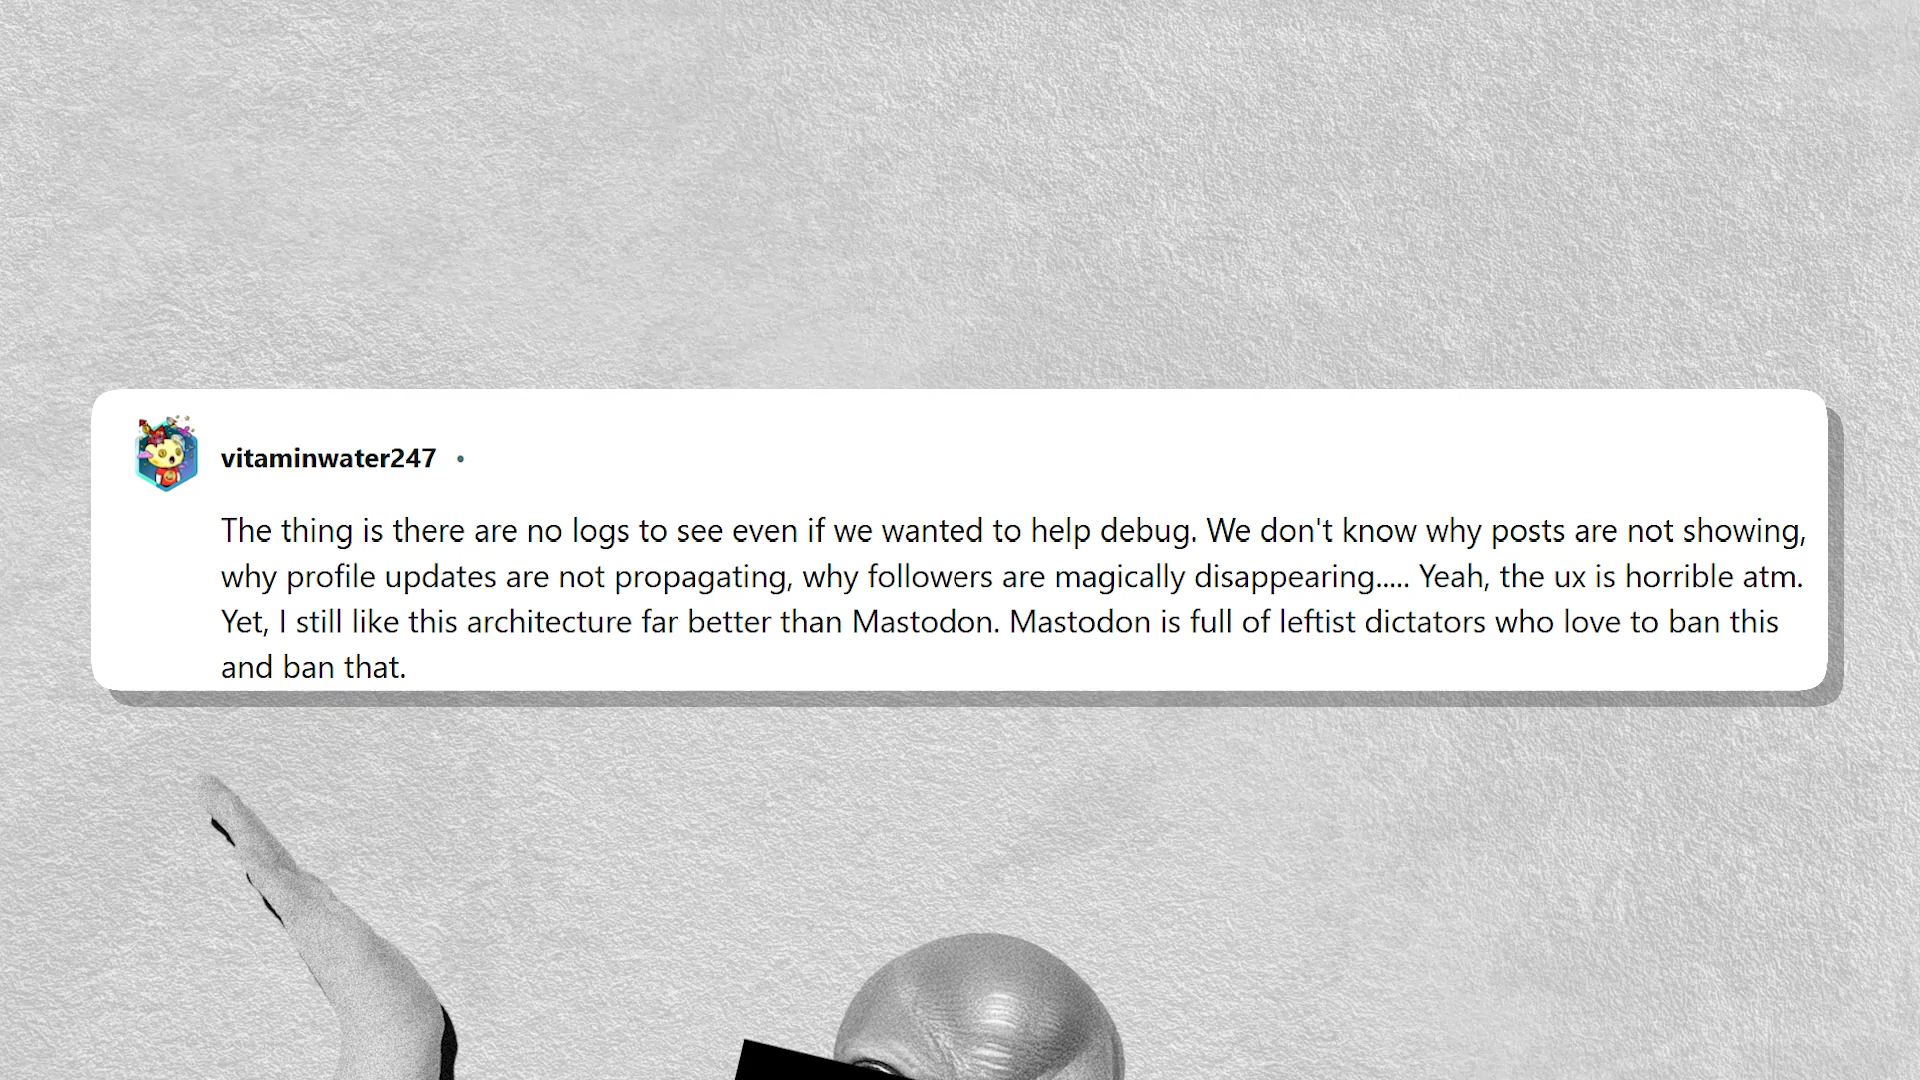 vitaminwater247 •
The thing is there are no logs to see even if we wanted to help debug. We don't know why posts are not showing,
why profile updates are not propagating, why followers are magically disappearing..... Yeah, the ux is horrible atm.
Yet, I still like this architecture far better than Mastodon. Mastodon is full of leftist dictators who love to ban this
and ban that.